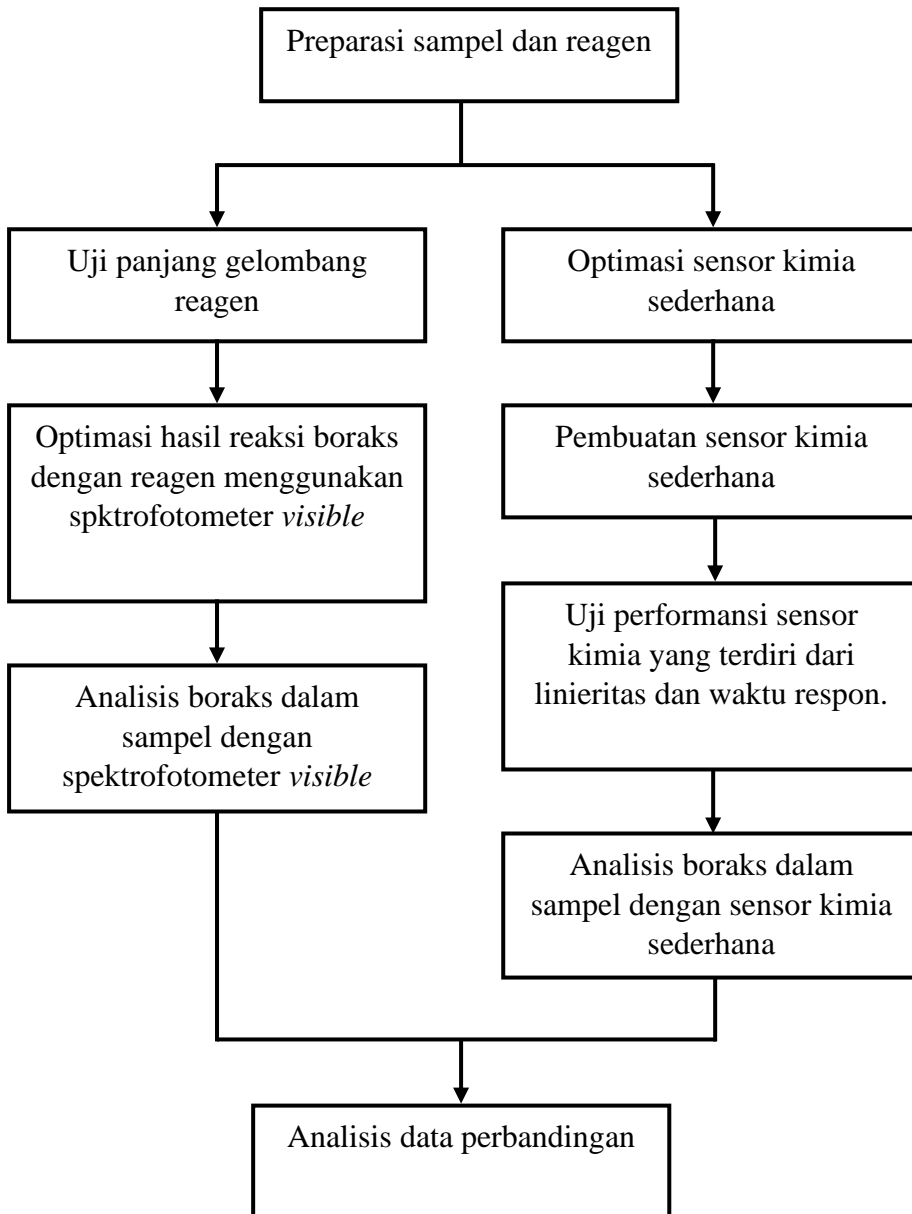 Preparasi sampel dan reagen
Uji panjang gelombang
reagen
Optimasi hasil reaksi boraks
dengan reagen menggunakan
spktrofotometer visible
Analisis boraks dalam
sampel dengan
spektrofotometer visible
Optimasi sensor kimia
sederhana
Pembuatan sensor kimia
sederhana
Uji performansi sensor
kimia yang terdiri dari
linieritas dan waktu respon.
Analisis boraks dalam
sampel dengan sensor kimia
sederhana
Analisis data perbandingan